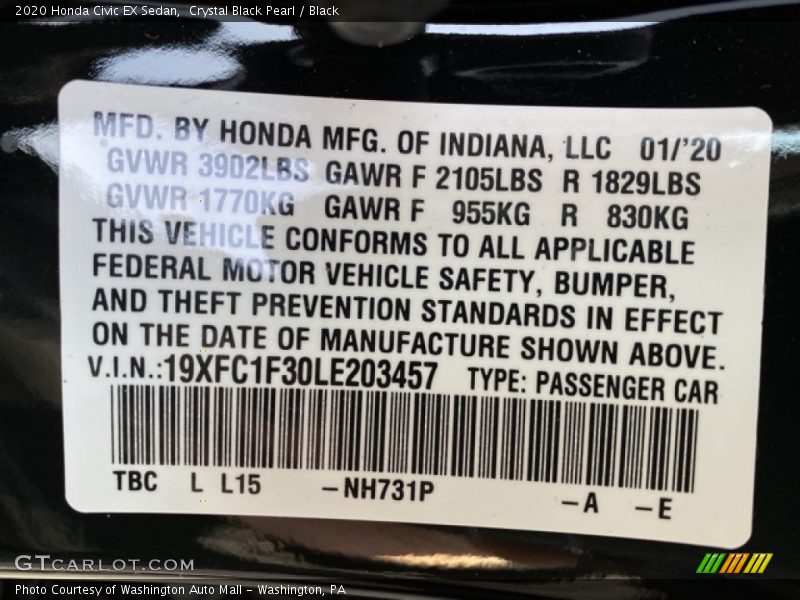 2020 Honda Civic EX Sedan,  Crystal Black Pearl / Black
MFD. BY HONDA MFG. OF INDIANA, LLC 01/'20
GVWR 3902LBS GAWR F 2105LBS R 1829LBS
GVWR 1770KG GAWR F 955KG R 830KG
THIS VEHICLE CONFORMS TO ALL APPLICABLE
FEDERAL MOTOR VEHICLE SAFETY, BUMPER,
AND THEFT PREVENTION STANDARDS IN EFFECT
ON THE DATE OF MANUFACTURE SHOWN ABOVE.
V.I.N.:19XFC1F30LE203457 TYPE: PASSENGER CAR
TBC L L15 –NH731P –A –E
GTCARLOT.COM
Photo Courtesy of Washington Auto Mall – Washington, PA